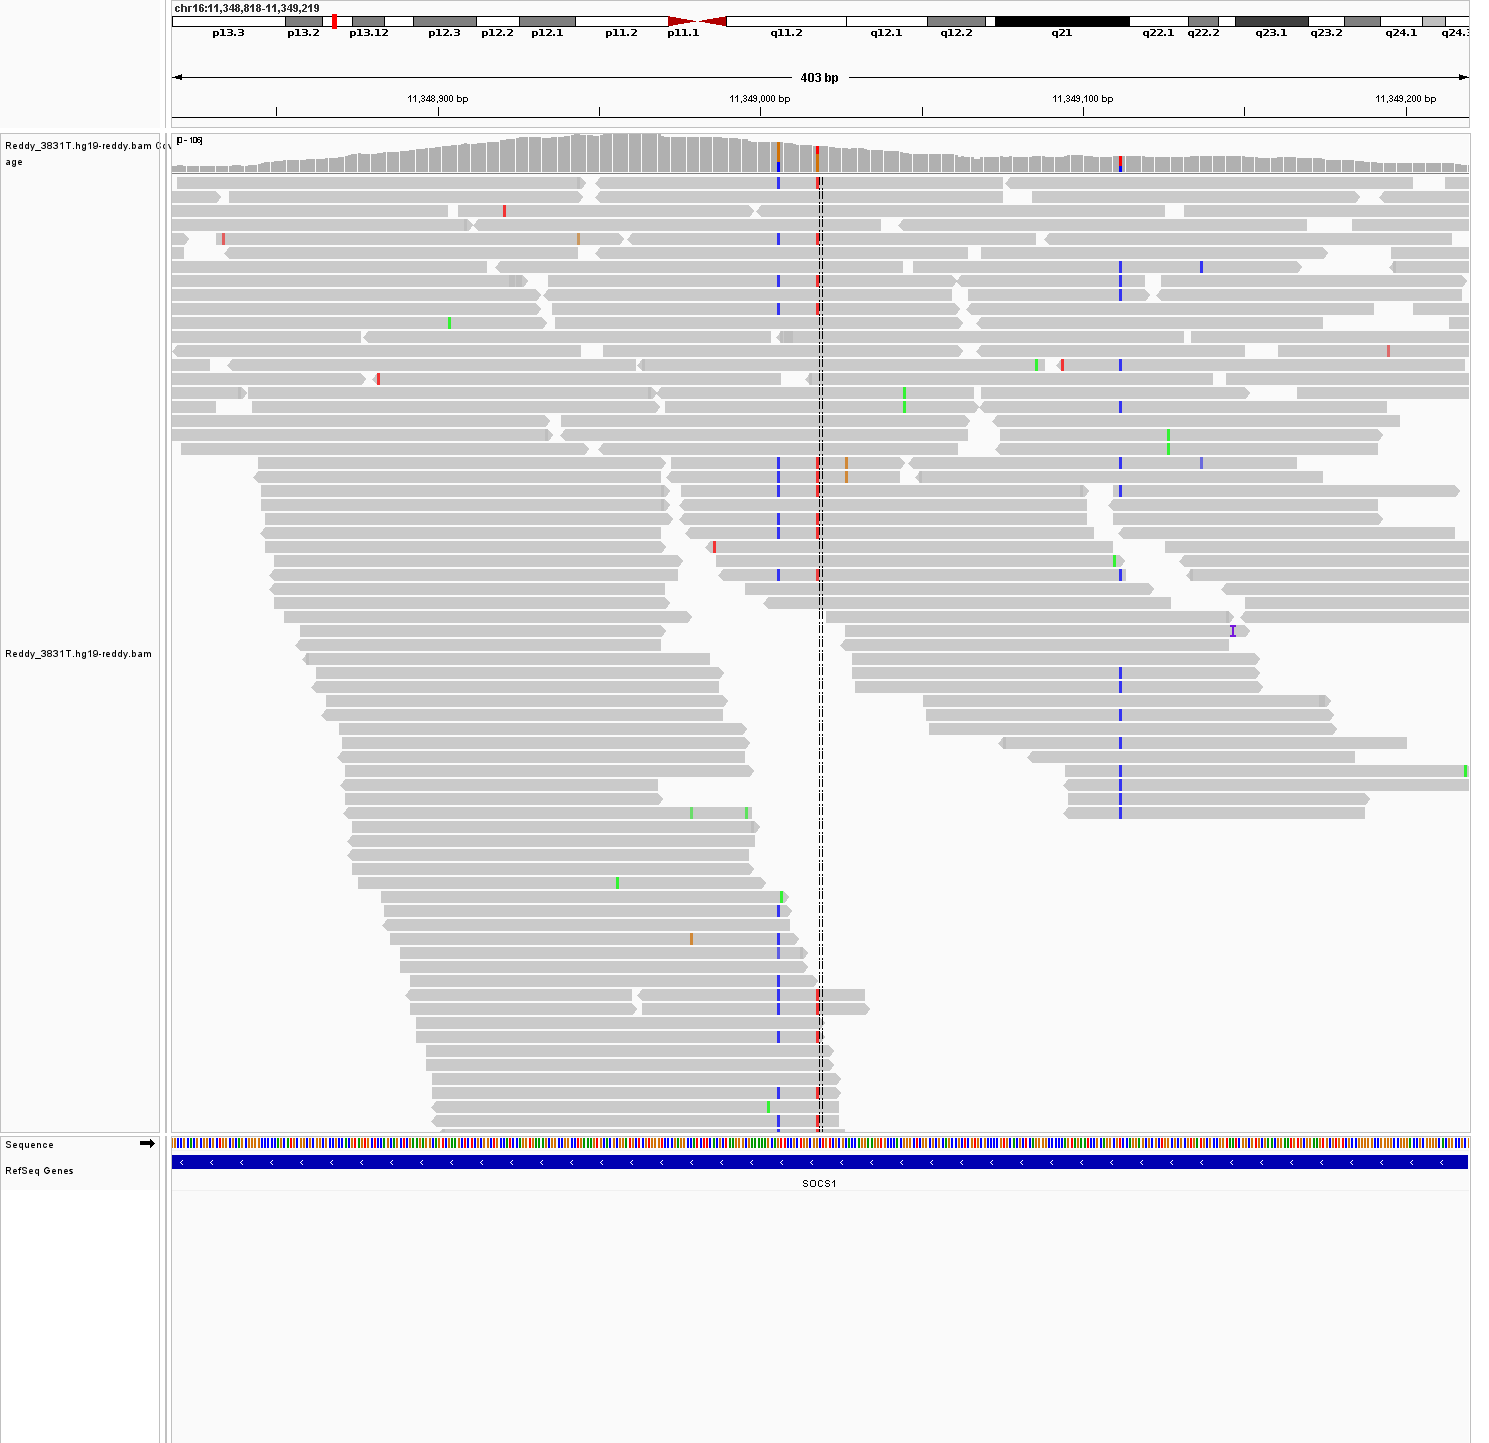 chr16:11,348,818-11,349,219
p13.3 p13.2 p13.12 p12.3 p12.2 p12.1 p11.2 p11.1 q11.2 q12.1 q12.2 q21 q22.1 q22.2 q23.1 q23.2 q24.1 q24.3
403 bp
11,348,900 bp 11,349,000 bp 11,349,100 bp 11,349,200 bp
Reddy_3831T.hg19-reddy.bam Cov
age
[0 - 106]
Reddy_3831T.hg19-reddy.bam
Sequence
RefSeq Genes
SOCS1